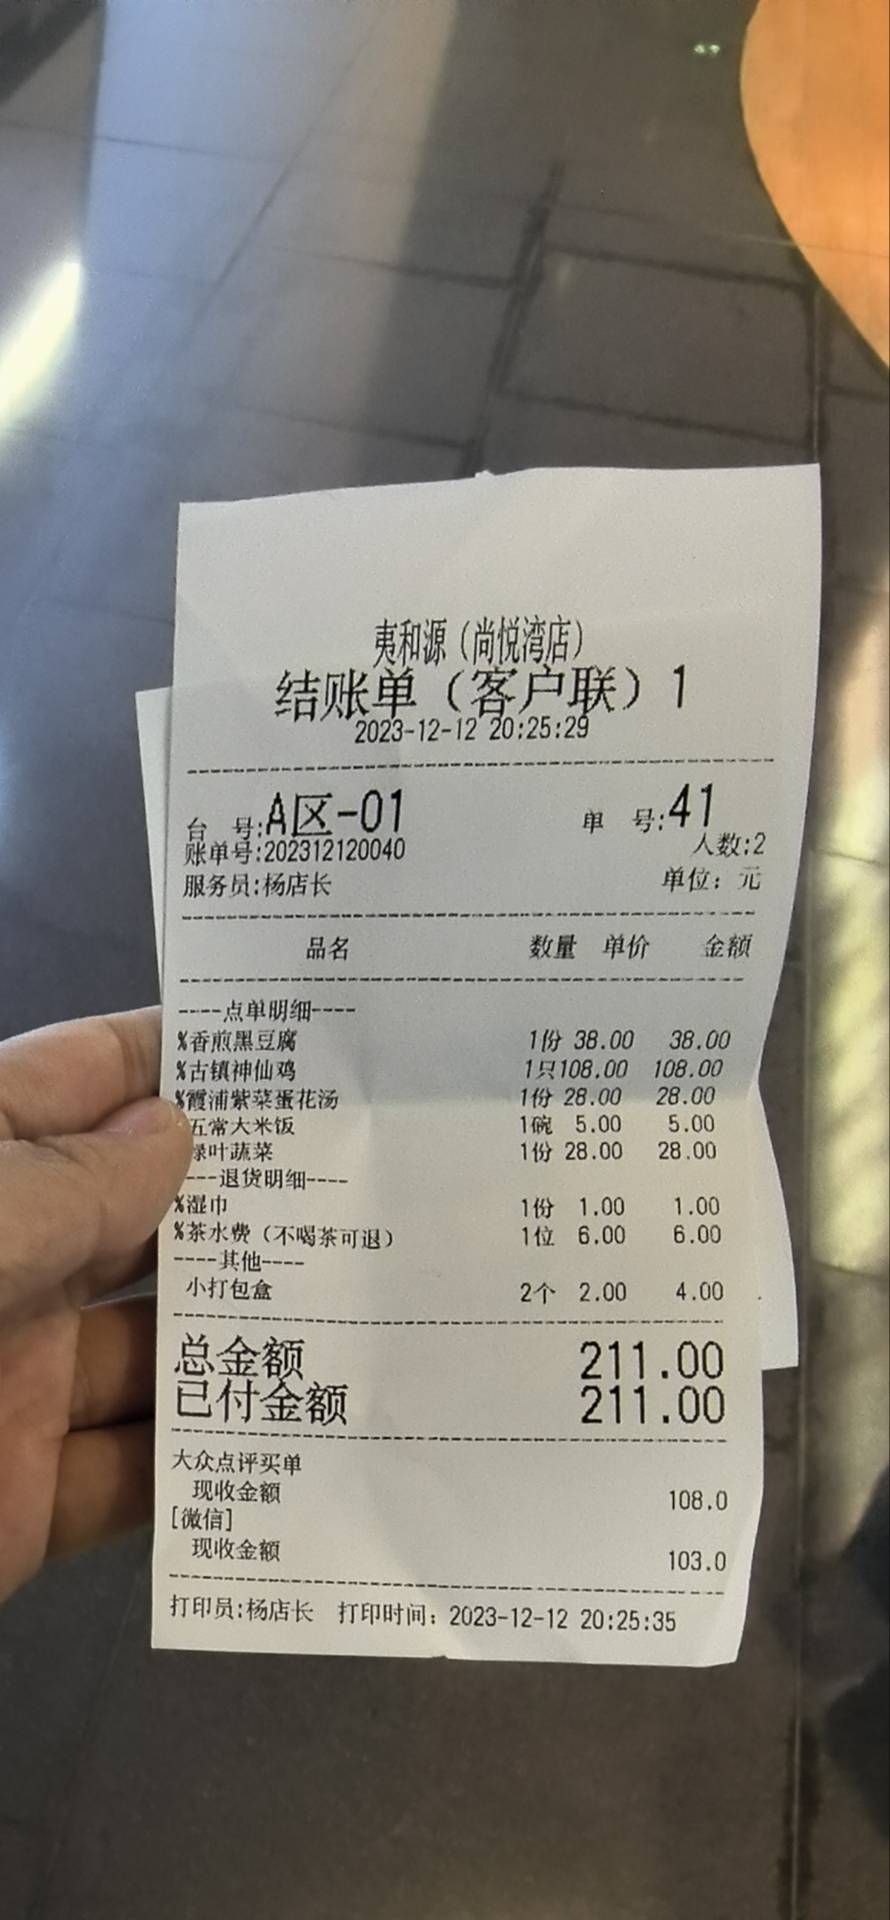 夷和源（尚悦湾店）
结账单（客户联）1
2023-12-12 20:25:29
台 号:A区-01 单 号:41
账单号:202312120040 人数:2
服务员:杨店长 单位：元
品名 数量 单价 金额
----点单明细----
%香煎黑豆腐 1份 38.00 38.00
%古镇神仙鸡 1只108.00 108.00
%霞浦紫菜蛋花汤 1份 28.00 28.00
五常大米饭 1碗 5.00 5.00
绿叶蔬菜 1份 28.00 28.00
----退货明细----
%湿巾 1份 1.00 1.00
%茶水费（不喝茶可退） 1位 6.00 6.00
----其他----
小打包盒 2个 2.00 4.00
总金额 211.00
已付金额 211.00
大众点评买单
现收金额 108.0
[微信]
现收金额 103.0
打印员:杨店长 打印时间：2023-12-12 20:25:35